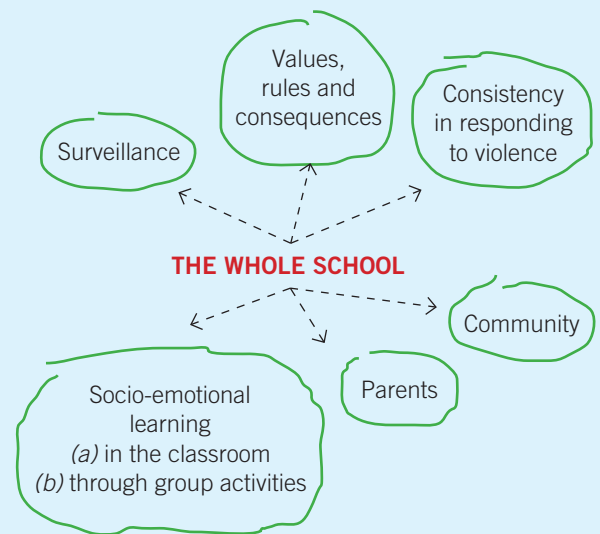 Values,
rules and
consequences
Consistency
in responding
to violence
Surveillance
THE WHOLE SCHOOL
Community
Parents
Socio-emotional
learning
(a) in the classroom
(b) through group activities